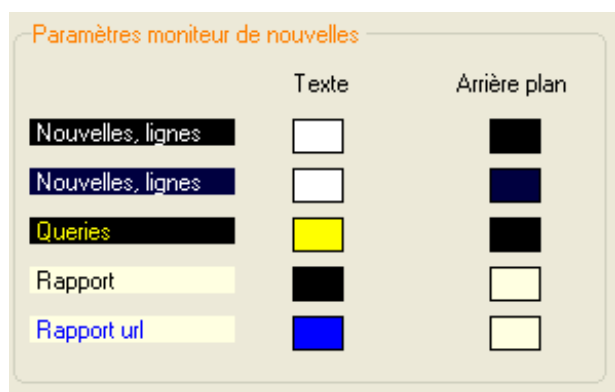 Paramètres moniteur de nouvelles
Texte Arrière plan
Nouvelles, lignes
Nouvelles, lignes
Queries
Rapport
Rapport url